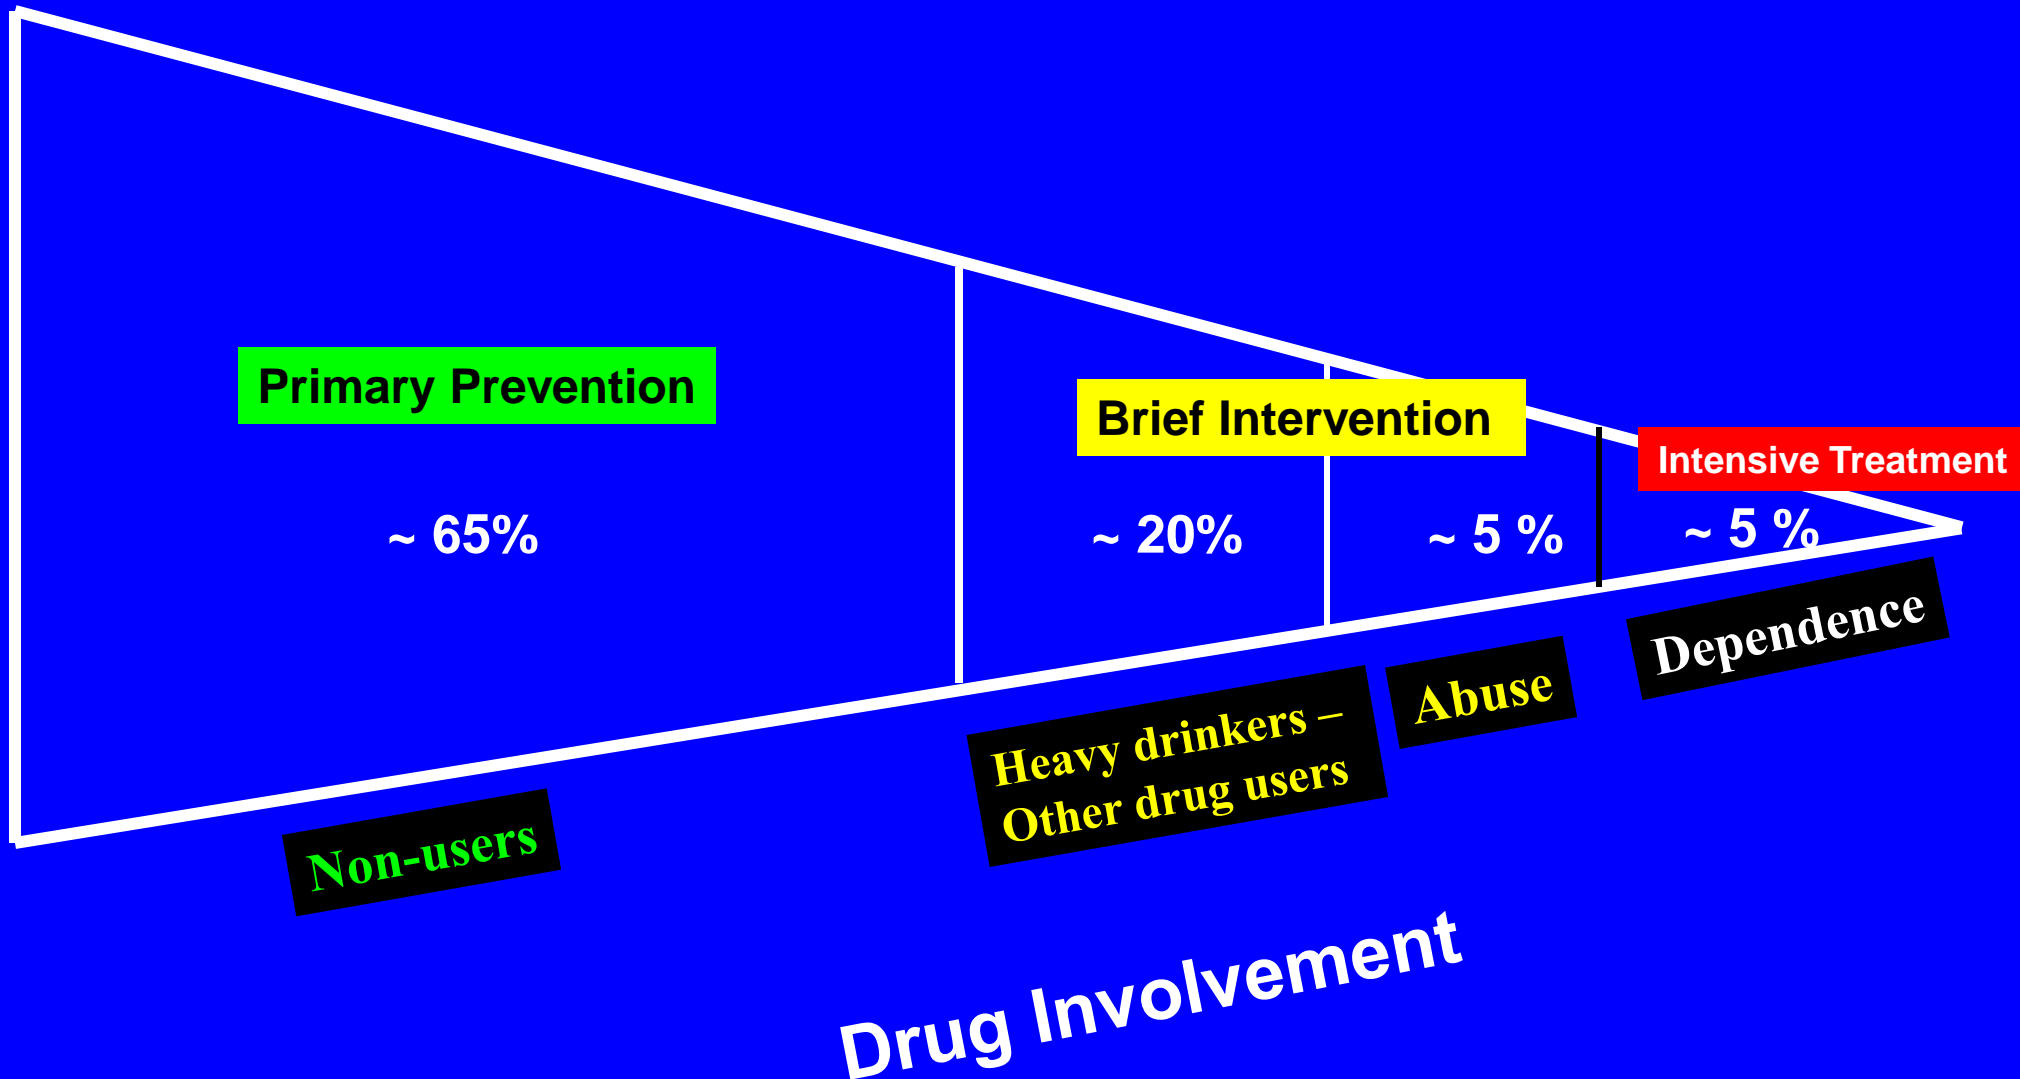 Primary Prevention
Brief Intervention
Intensive Treatment
~ 65%
~ 20%
~ 5 %
~ 5 %
Non-users
Heavy drinkers –
Other drug users
Abuse
Dependence
Drug Involvement